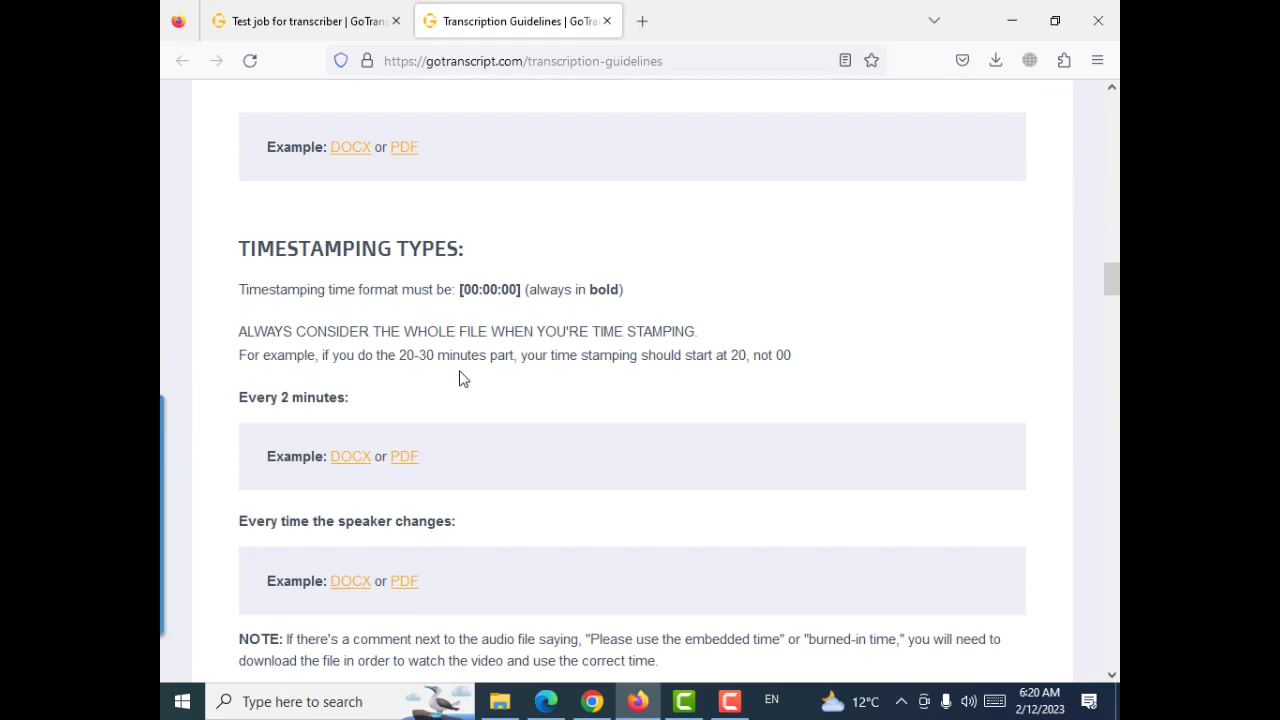 Test job for transcriber | GoTrans
Transcription Guidelines | GoTra
https://gotranscript.com/transcription-guidelines
Example: DOCX or PDF
TIMESTAMPING TYPES:
Timestamping time format must be: [00:00:00] (always in bold)
ALWAYS CONSIDER THE WHOLE FILE WHEN YOU'RE TIME STAMPING.
For example, if you do the 20-30 minutes part, your time stamping should start at 20, not 00
Every 2 minutes:
Example: DOCX or PDF
Every time the speaker changes:
Example: DOCX or PDF
NOTE: If there's a comment next to the audio file saying, "Please use the embedded time" or "burned-in time," you will need to
download the file in order to watch the video and use the correct time.
Type here to search
EN
12°C
6:20 AM
2/12/2023